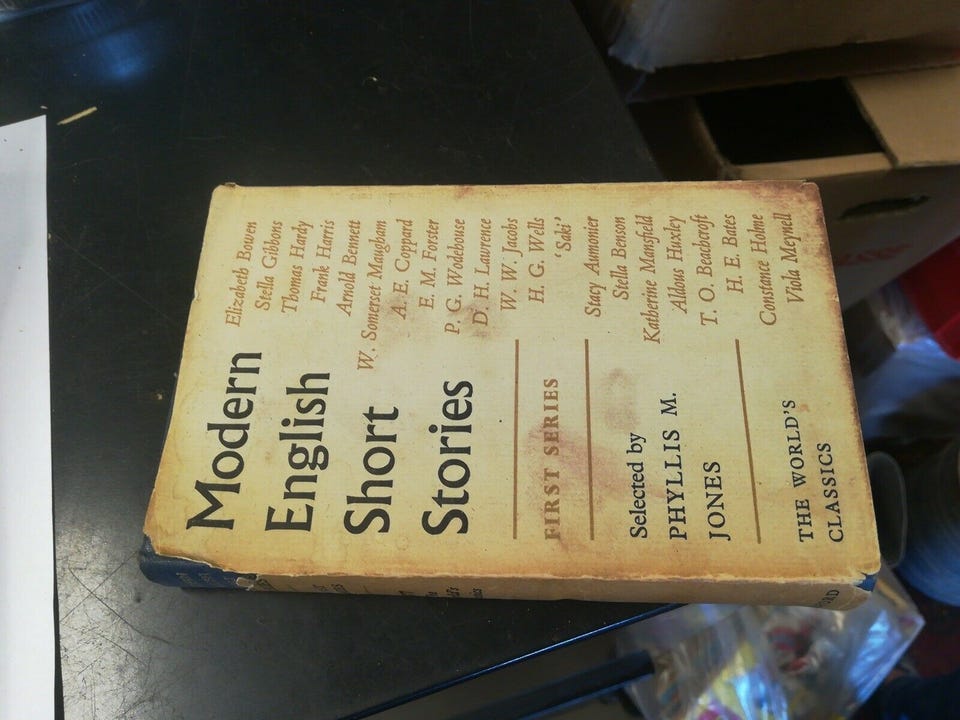 Modern
English
Short
Stories
FIRST SERIES
Selected by
PHYLLIS M.
JONES
THE WORLD'S
CLASSICS
Elizabeth Bowen
Stella Gibbons
Thomas Hardy
Frank Harris
Arnold Bennett
W. Somerset Maugham
A. E. Coppard
E. M. Forster
P. G. Wodehouse
D. H. Lawrence
W. W. Jacobs
H. G. Wells
'Saki'
Stacy Aumonier
Stella Benson
Katherine Mansfield
Aldous Huxley
T. O. Beachcroft
H. E. Bates
Constance Holme
Viola Meynell